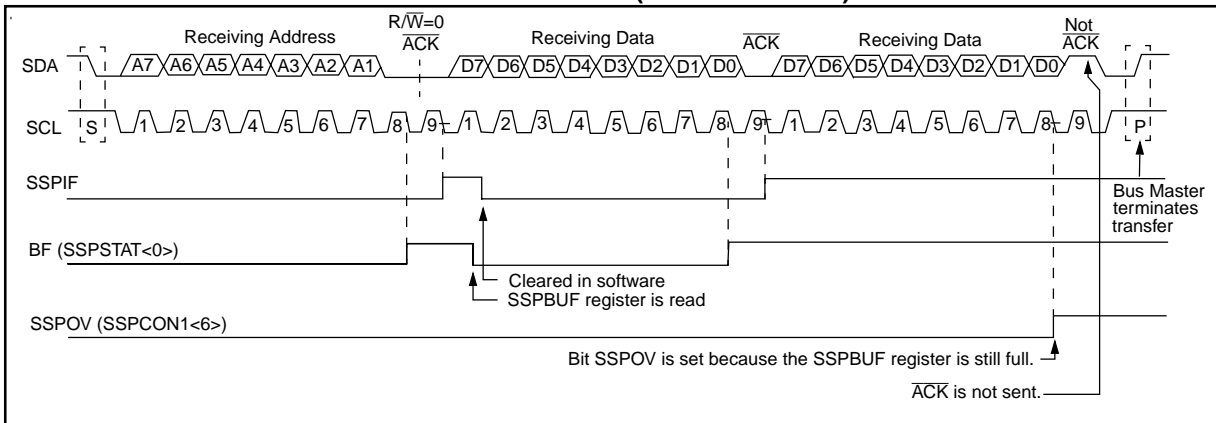 R/W=0
Receiving Address ACK Receiving Data ACK Receiving Data Not ACK
SDA A7 A6 A5 A4 A3 A2 A1 D7 D6 D5 D4 D3 D2 D1 D0 D7 D6 D5 D4 D3 D2 D1 D0
SCL S 1 2 3 4 5 6 7 8 9 1 2 3 4 5 6 7 8 9 1 2 3 4 5 6 7 8 9 P
SSPIF
Bus Master
terminates
transfer
BF (SSPSTAT<0>)
Cleared in software
SSPBUF register is read
SSPOV (SSPCON1<6>)
Bit SSPOV is set because the SSPBUF register is still full.
ACK is not sent.